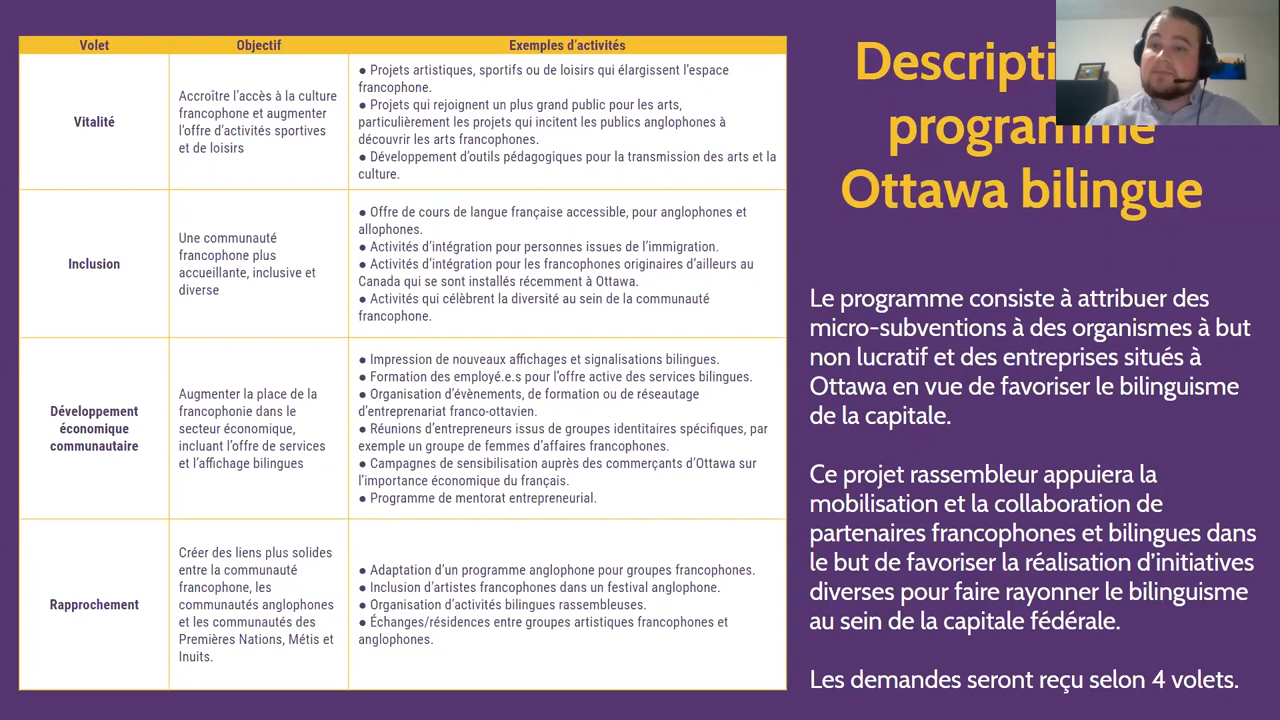 Volet Objectif Exemples d'activités
Vitalité
Accroître l'accès à la culture
francophone et augmenter
l'offre d'activités sportives
et de loisirs
● Projets artistiques, sportifs ou de loisirs qui élargissent l'espace
francophone.
● Projets qui rejoignent un plus grand public pour les arts,
particulièrement les projets qui incitent les publics anglophones à
découvrir les arts francophones.
● Développement d'outils pédagogiques pour la transmission des arts et la
culture.
Inclusion
Une communauté
francophone plus
accueillante, inclusive et
diverse
● Offre de cours de langue française accessible, pour anglophones et
allophones.
● Activités d'intégration pour personnes issues de l'immigration.
● Activités d'intégration pour les francophones originaires d'ailleurs au
Canada qui se sont installés récemment à Ottawa.
● Activités qui célèbrent la diversité au sein de la communauté
francophone.
Développement
économique
communautaire
Augmenter la place de la
francophonie dans le
secteur économique,
incluant l'offre de services
et l'affichage bilingues
● Impression de nouveaux affichages et signalisations bilingues.
● Formation des employé.e.s pour l'offre active des services bilingues.
● Organisation d'évènements, de formation ou de réseautage
d'entreprenariat franco-ottavien.
● Réunions d'entrepreneurs issus de groupes identitaires spécifiques, par
exemple un groupe de femmes d'affaires francophones.
● Campagnes de sensibilisation auprès des commerçants d'Ottawa sur
l'importance économique du français.
● Programme de mentorat entrepreneurial.
Rapprochement
Créer des liens plus solides
entre la communauté
francophone, les
communautés anglophones
et les communautés des
Premières Nations, Métis et
Inuits.
● Adaptation d'un programme anglophone pour groupes francophones.
● Inclusion d'artistes francophones dans un festival anglophone.
● Organisation d'activités bilingues rassembleuses.
● Échanges/résidences entre groupes artistiques francophones et
anglophones.
Descripti
programme
Ottawa bilingue
Le programme consiste à attribuer des
micro-subventions à des organismes à but
non lucratif et des entreprises situés à
Ottawa en vue de favoriser le bilinguisme
de la capitale.
Ce projet rassembleur appuiera la
mobilisation et la collaboration de
partenaires francophones et bilingues dans
le but de favoriser la réalisation d'initiatives
diverses pour faire rayonner le bilinguisme
au sein de la capitale fédérale.
Les demandes seront reçu selon 4 volets.